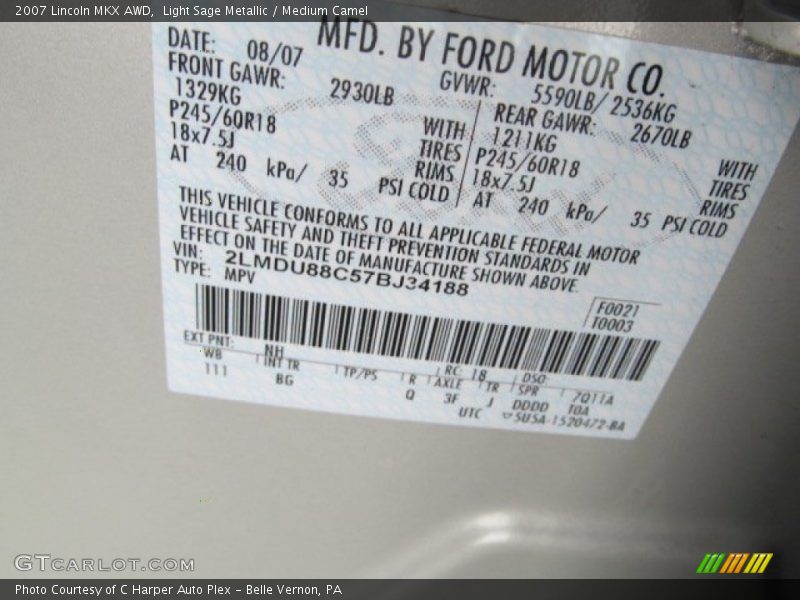 2007 Lincoln MKX AWD, Light Sage Metallic / Medium Camel
MFD. BY FORD MOTOR CO.
DATE: 08/07 GVWR: 5590LB/ 2536KG
FRONT GAWR: 2930LB REAR GAWR: 2670LB
1329KG WITH 1211KG WITH
P245/60R18 TIRES P245/60R18 TIRES
18x7.5J RIMS 18x7.5J RIMS
AT 240 kPa/ 35 PSI COLD AT 240 kPa/ 35 PSI COLD
THIS VEHICLE CONFORMS TO ALL APPLICABLE FEDERAL MOTOR
VEHICLE SAFETY AND THEFT PREVENTION STANDARDS IN
EFFECT ON THE DATE OF MANUFACTURE SHOWN ABOVE.
VIN: 2LMDU88C57BJ34188
TYPE: MPV
F0021
T0003
EXT PNT: NH RC: 18 DSO:
WB INT TR TP/PS R AXLE TR SPR 7Q11A
111 BG Q 3F J DDDD T0A
UTC 5U5A-1520472-BA
GTCARLOT.COM
Photo Courtesy of C Harper Auto Plex - Belle Vernon, PA